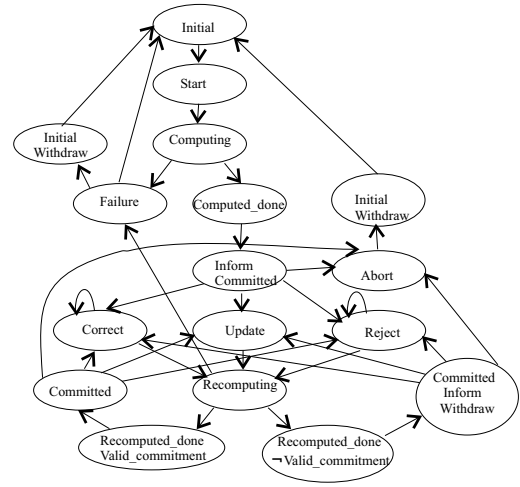 Initial
Start
Computing
Initial
Withdraw
Failure
Computed_done
Initial
Withdraw
Inform
Committed
Abort
Correct
Update
Reject
Committed
Recomputing
Committed
Inform
Withdraw
Recomputed_done
Valid_commitment
Recomputed_done
¬Valid_commitment